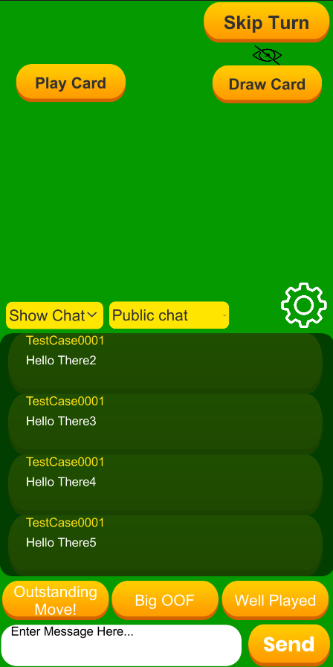 Skip Turn
Play Card
Draw Card
Show Chat
Public chat
TestCase0001
Hello There2
TestCase0001
Hello There3
TestCase0001
Hello There4
TestCase0001
Hello There5
Outstanding
Move!
Big OOF
Well Played
Enter Message Here...
Send